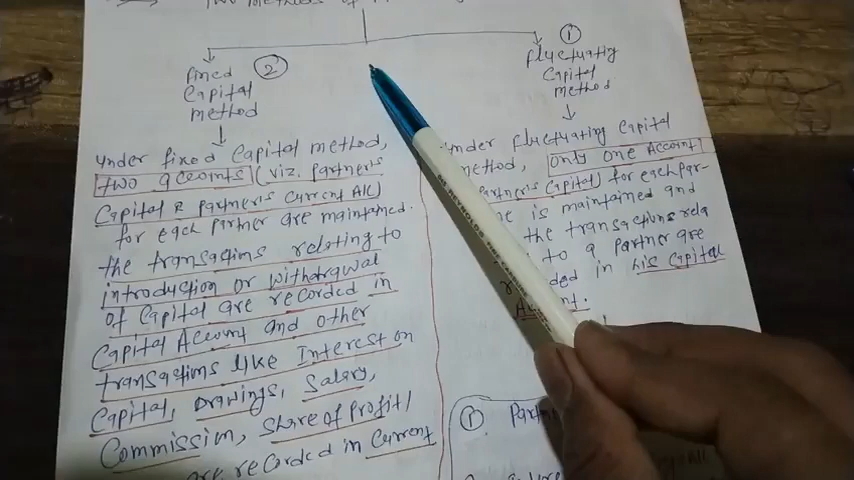 Two Methods of
② Fixed
Capital
Method
Under fixed Capital method,
two accounts (viz. Partner's
Capital & Partner's Current A/c)
for each Partner are maintained.
the transactions relating to
introduction or withdrawal
of Capital are recorded in
Capital Account and other
transactions like Interest on
Capital, Drawings, Salary,
Commission, Share of Profit/
are recorded in Current
① Fluctuating
Capital
Method
Under Fluctuating Capital
method, Only One Account
Partner's Capital) for each Par-
is maintained and
the transactions rela
to a Partner are
ded in his Capital
①